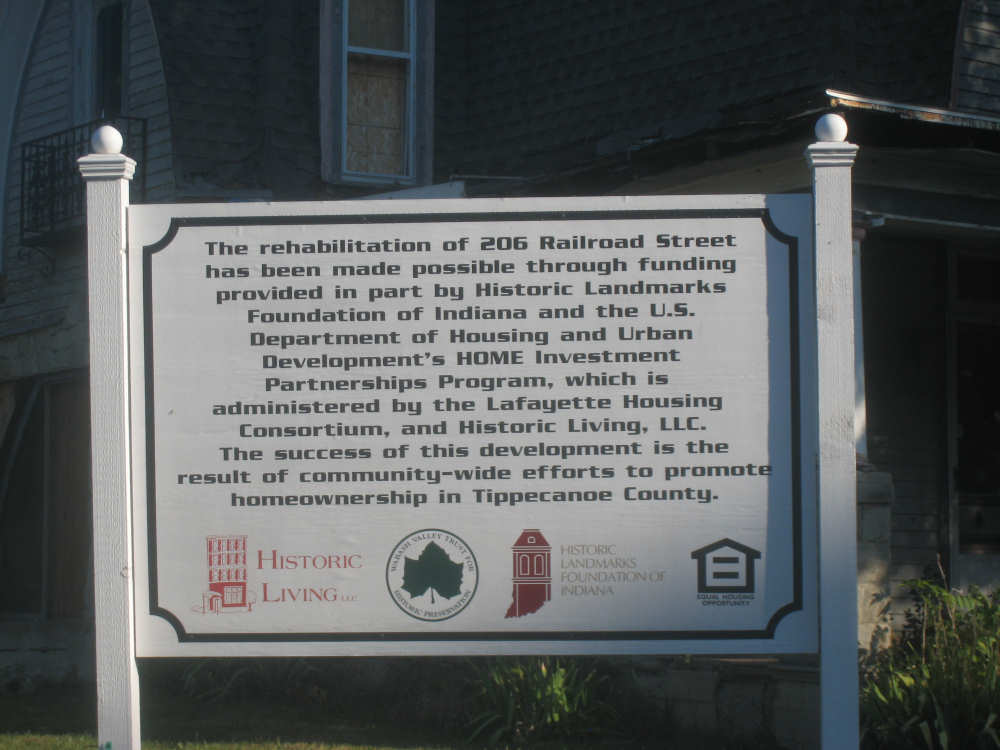 The rehabilitation of 206 Railroad Street
has been made possible through funding
provided in part by Historic Landmarks
Foundation of Indiana and the U.S.
Department of Housing and Urban
Development's HOME Investment
Partnerships Program, which is
administered by the Lafayette Housing
Consortium, and Historic Living, LLC.
The success of this development is the
result of community-wide efforts to promote
homeownership in Tippecanoe County.
HISTORIC
LIVING LLC
WABASH VALLEY TRUST FOR
HISTORIC PRESERVATION
HISTORIC
LANDMARKS
FOUNDATION OF
INDIANA
EQUAL HOUSING
OPPORTUNITY